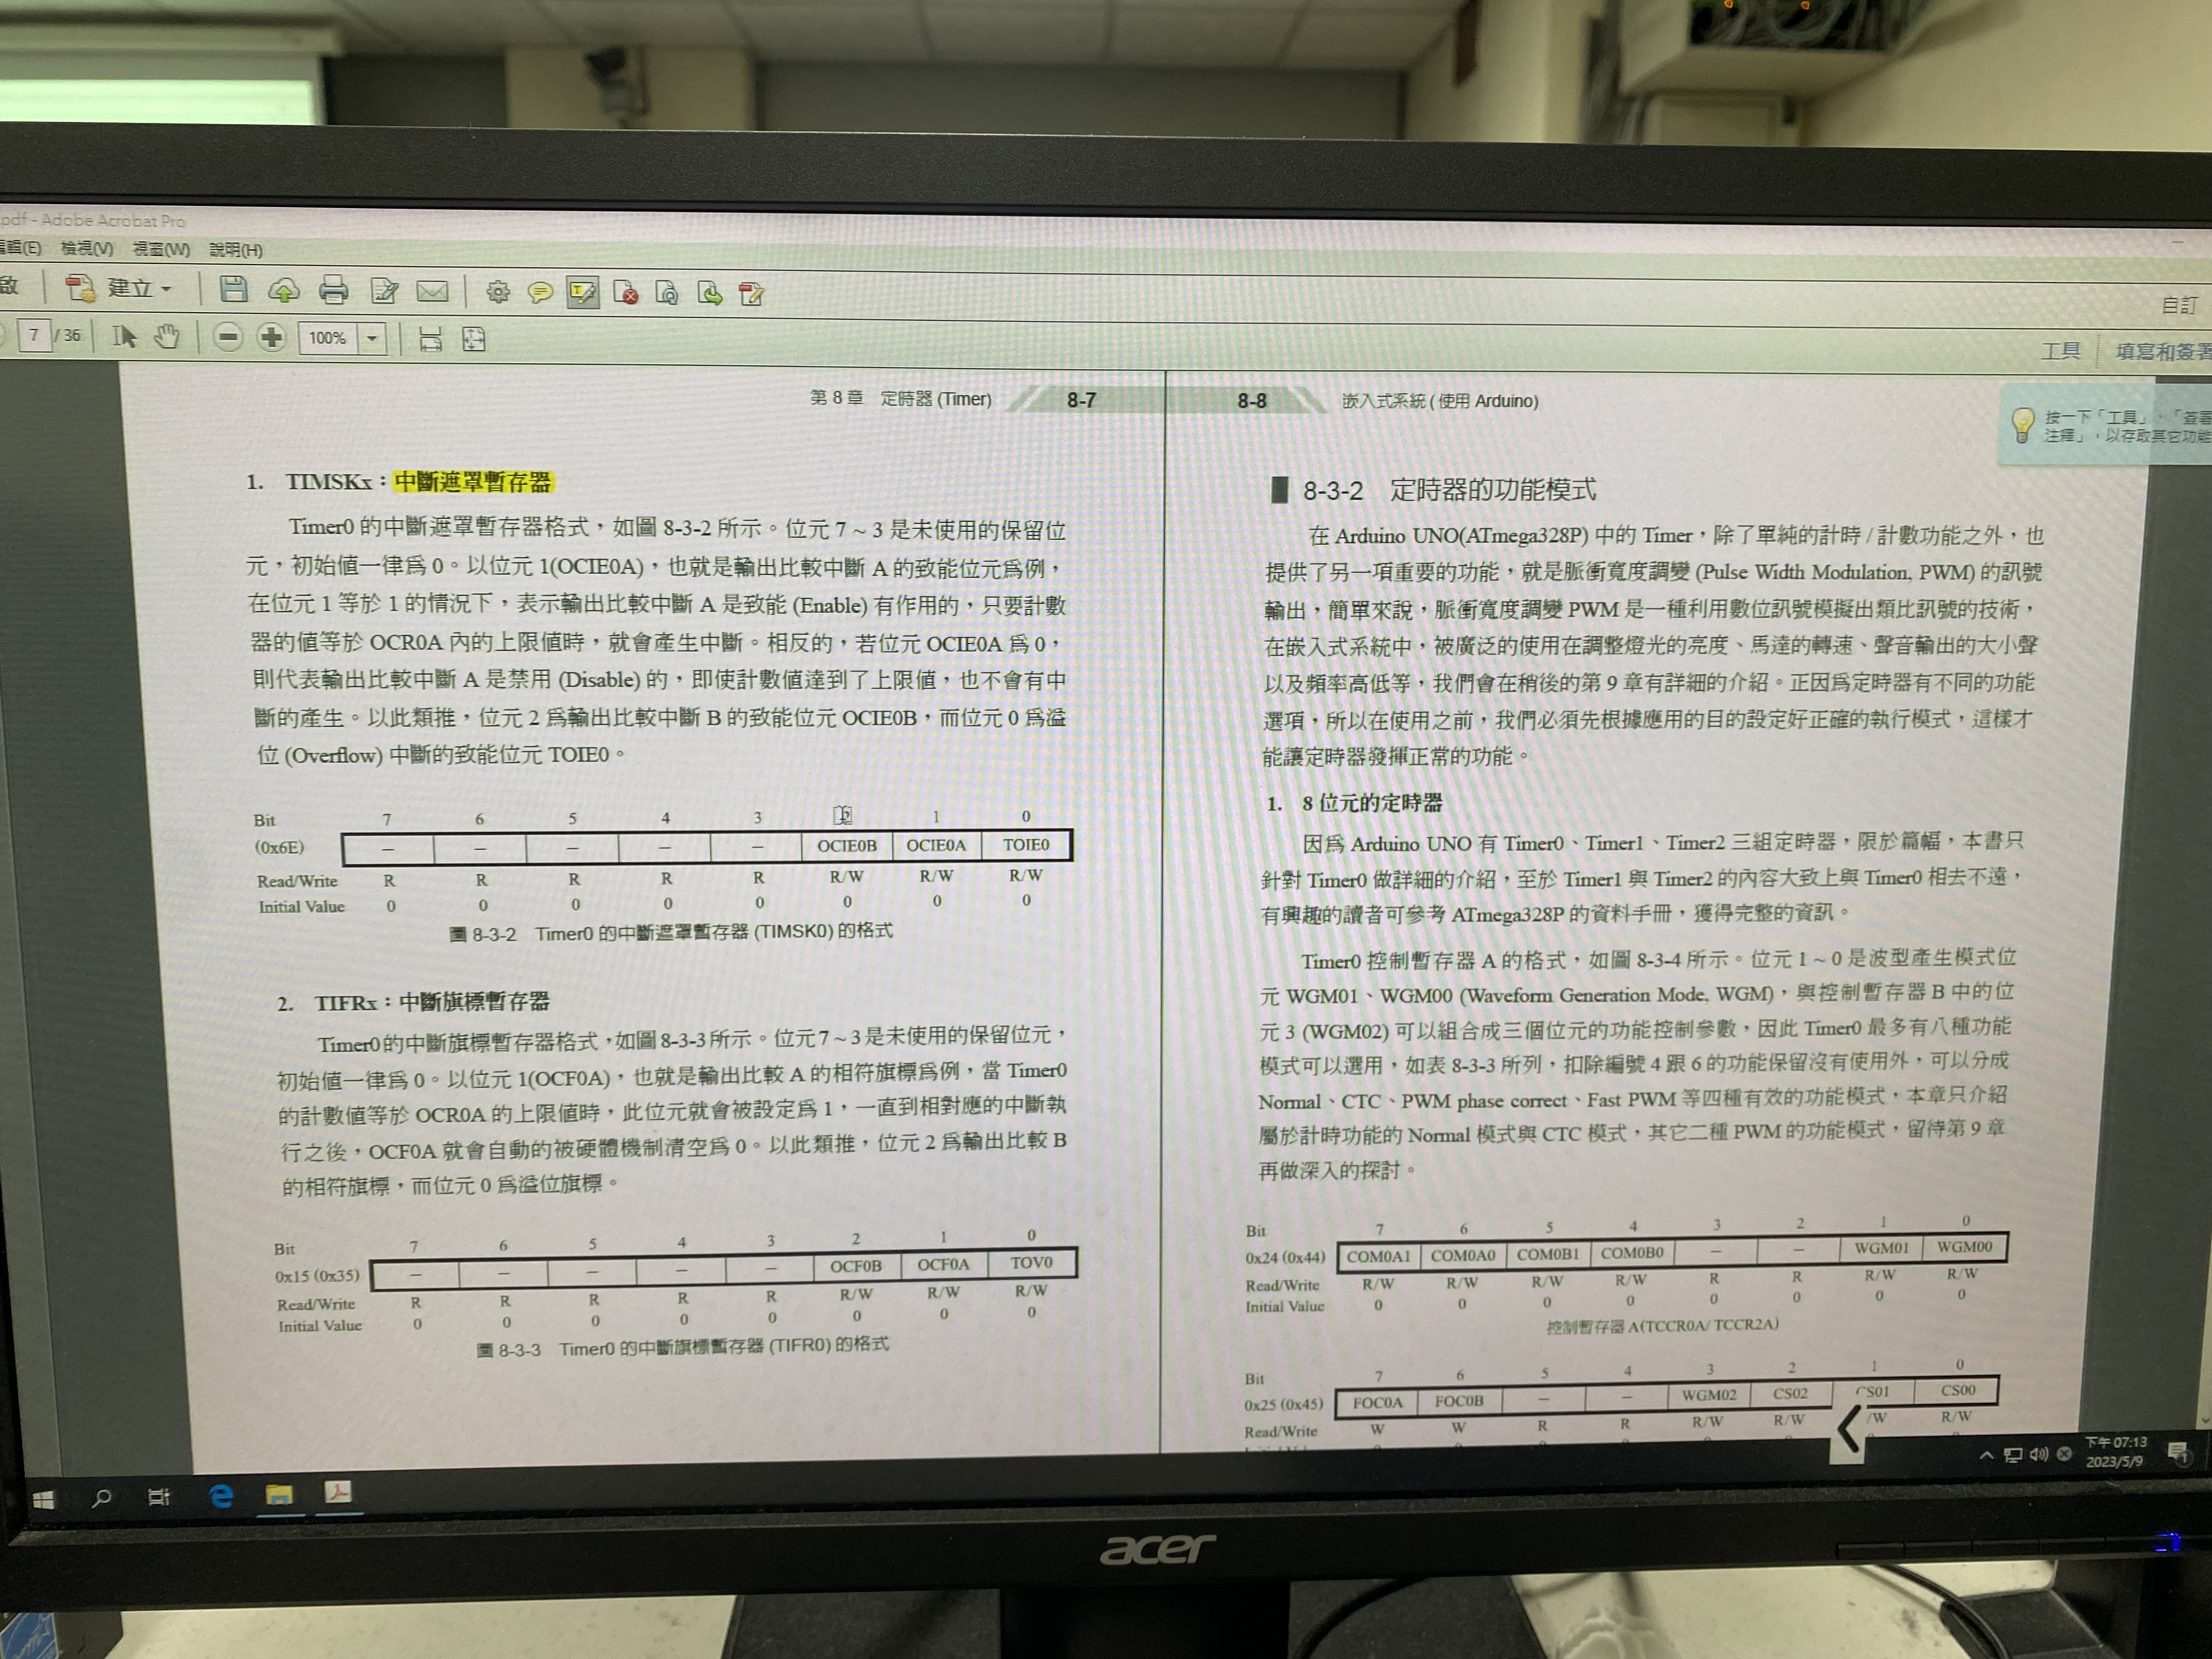 .pdf - Adobe Acrobat Pro
編輯(E) 檢視(V) 視窗(W) 說明(H)
啟 建立
自訂
7 / 36 100%
工具 填寫和簽署
第 8 章 定時器 (Timer) 8-7
1. TIMSKx：中斷遮罩暫存器
Timer0 的中斷遮罩暫存器格式，如圖 8-3-2 所示。位元 7 ~ 3 是未使用的保留位
元，初始值一律為 0。以位元 1(OCIE0A)，也就是輸出比較中斷 A 的致能位元為例，
在位元 1 等於 1 的情況下，表示輸出比較中斷 A 是致能 (Enable) 有作用的，只要計數
器的值等於 OCR0A 內的上限值時，就會產生中斷。相反的，若位元 OCIE0A 為 0，
則代表輸出比較中斷 A 是禁用 (Disable) 的，即使計數值達到了上限值，也不會有中
斷的產生。以此類推，位元 2 為輸出比較中斷 B 的致能位元 OCIE0B，而位元 0 為溢
位 (Overflow) 中斷的致能位元 TOIE0。
Bit 7 6 5 4 3 1 0
(0x6E) – – – – – OCIE0B OCIE0A TOIE0
Read/Write R R R R R R/W R/W R/W
Initial Value 0 0 0 0 0 0 0 0
圖 8-3-2 Timer0 的中斷遮罩暫存器 (TIMSK0) 的格式
2. TIFRx：中斷旗標暫存器
Timer0 的中斷旗標暫存器格式，如圖 8-3-3 所示。位元 7 ~ 3 是未使用的保留位元，
初始值一律為 0。以位元 1(OCF0A)，也就是輸出比較 A 的相符旗標為例，當 Timer0
的計數值等於 OCR0A 的上限值時，此位元就會被設定為 1，一直到相對應的中斷執
行之後，OCF0A 就會自動的被硬體機制清空為 0。以此類推，位元 2 為輸出比較 B
的相符旗標，而位元 0 為溢位旗標。
Bit 7 6 5 4 3 2 1 0
0x15 (0x35) – – – – – OCF0B OCF0A TOV0
Read/Write R R R R R R/W R/W R/W
Initial Value 0 0 0 0 0 0 0 0
圖 8-3-3 Timer0 的中斷旗標暫存器 (TIFR0) 的格式
8-8 嵌入式系統 ( 使用 Arduino)
按一下「工具」、「簽署
注釋」，以存取其它功能
8-3-2 定時器的功能模式
在 Arduino UNO(ATmega328P) 中的 Timer，除了單純的計時 / 計數功能之外，也
提供了另一項重要的功能，就是脈衝寬度調變 (Pulse Width Modulation, PWM) 的訊號
輸出，簡單來說，脈衝寬度調變 PWM 是一種利用數位訊號模擬出類比訊號的技術，
在嵌入式系統中，被廣泛的使用在調整燈光的亮度、馬達的轉速、聲音輸出的大小聲
以及頻率高低等，我們會在稍後的第 9 章有詳細的介紹。正因為定時器有不同的功能
選項，所以在使用之前，我們必須先根據應用的目的設定好正確的執行模式，這樣才
能讓定時器發揮正常的功能。
1. 8 位元的定時器
因為 Arduino UNO 有 Timer0、Timer1、Timer2 三組定時器，限於篇幅，本書只
針對 Timer0 做詳細的介紹，至於 Timer1 與 Timer2 的內容大致上與 Timer0 相去不遠，
有興趣的讀者可參考 ATmega328P 的資料手冊，獲得完整的資訊。
Timer0 控制暫存器 A 的格式，如圖 8-3-4 所示。位元 1 ~ 0 是波型產生模式位
元 WGM01、WGM00 (Waveform Generation Mode, WGM)，與控制暫存器 B 中的位
元 3 (WGM02) 可以組合成三個位元的功能控制參數，因此 Timer0 最多有八種功能
模式可以選用，如表 8-3-3 所列，扣除編號 4 跟 6 的功能保留沒有使用外，可以分成
Normal、CTC、PWM phase correct、Fast PWM 等四種有效的功能模式，本章只介紹
屬於計時功能的 Normal 模式與 CTC 模式，其它二種 PWM 的功能模式，留待第 9 章
再做深入的探討。
Bit 7 6 5 4 3 2 1 0
0x24 (0x44) COM0A1 COM0A0 COM0B1 COM0B0 – – WGM01 WGM00
Read/Write R/W R/W R/W R/W R R R/W R/W
Initial Value 0 0 0 0 0 0 0 0
控制暫存器 A(TCCR0A/ TCCR2A)
Bit 7 6 5 4 3 2 1 0
0x25 (0x45) FOC0A FOC0B – – WGM02 CS02 CS01 CS00
Read/Write W W R R R/W R/W /W R/W
下午 07:13
2023/5/9
acer